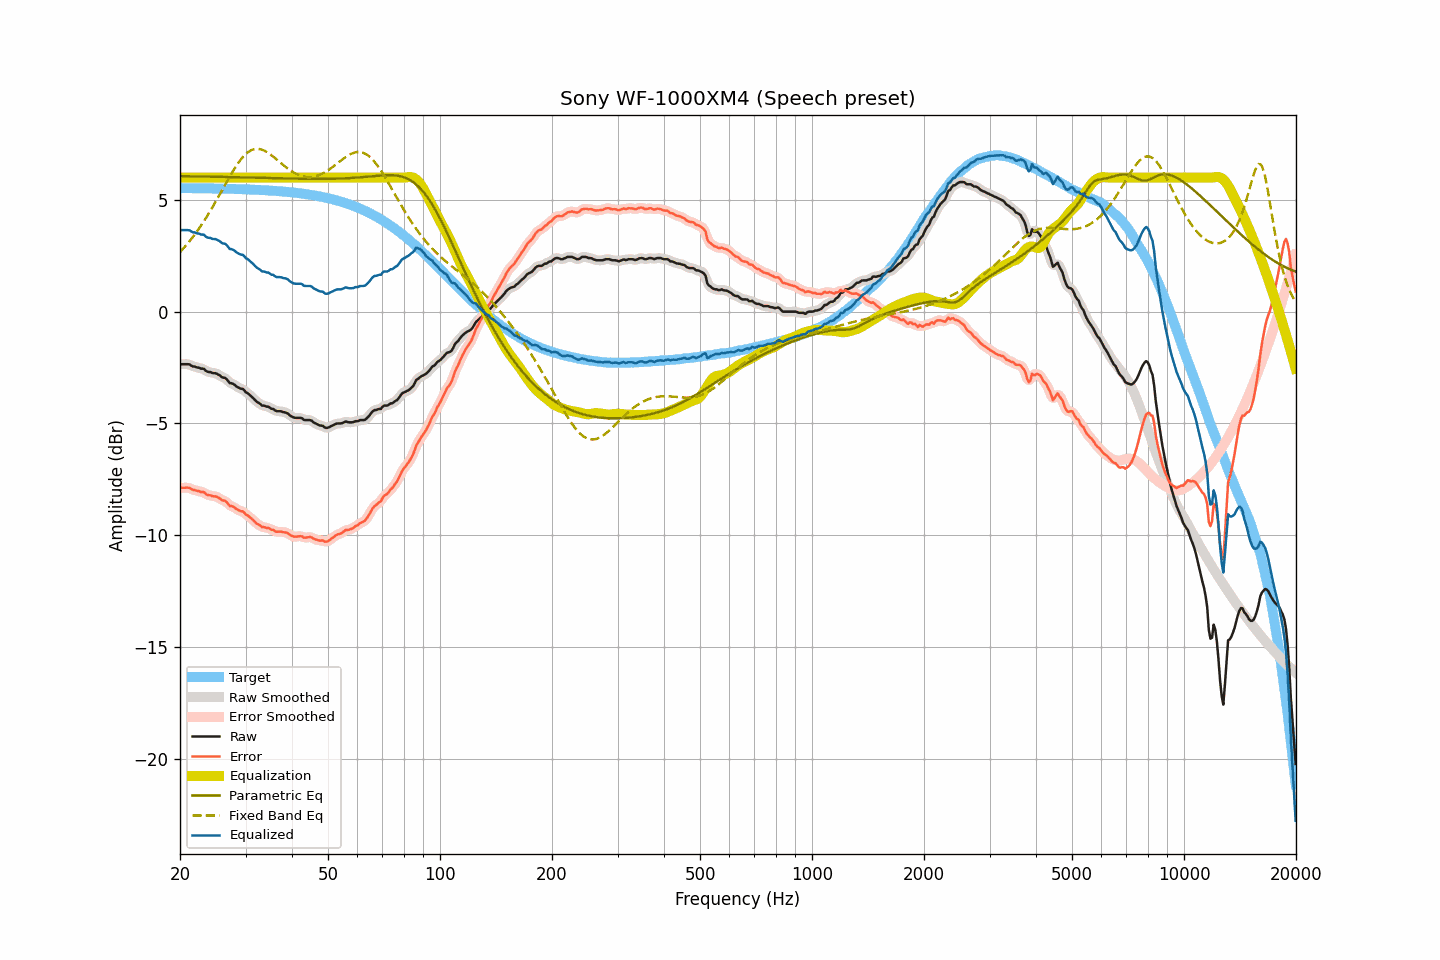 Sony WF-1000XM4 (Speech preset)
Amplitude (dBr)
5
0
−5
−10
−15
−20
Target
Raw Smoothed
Error Smoothed
Raw
Error
Equalization
Parametric Eq
Fixed Band Eq
Equalized
20 50 100 200 500 1000 2000 5000 10000 20000
Frequency (Hz)